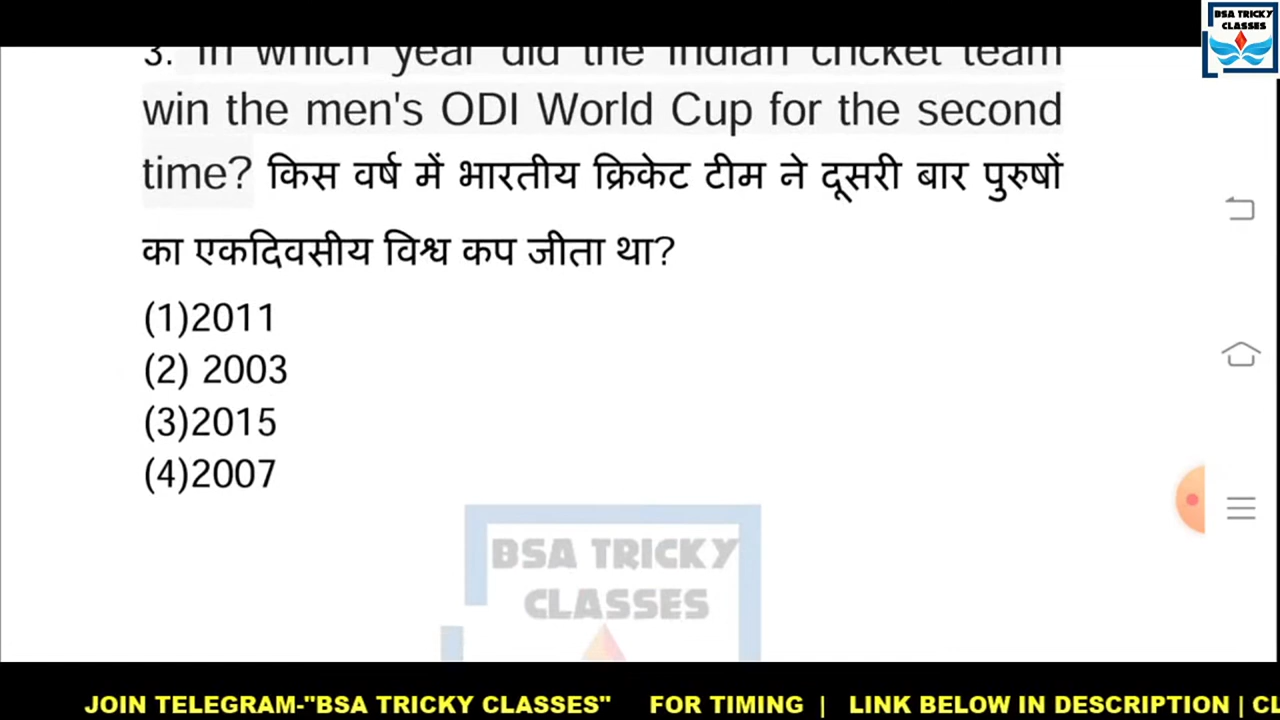 BSA TRICKY
CLASSES
3. In which year did the Indian cricket team
win the men's ODI World Cup for the second
time? किस वर्ष में भारतीय क्रिकेट टीम ने दूसरी बार पुरुषों
का एकदिवसीय विश्व कप जीता था?
(1)2011
(2) 2003
(3)2015
(4)2007
BSA TRICKY
CLASSES
JOIN TELEGRAM-"BSA TRICKY CLASSES" FOR TIMING | LINK BELOW IN DESCRIPTION | CL